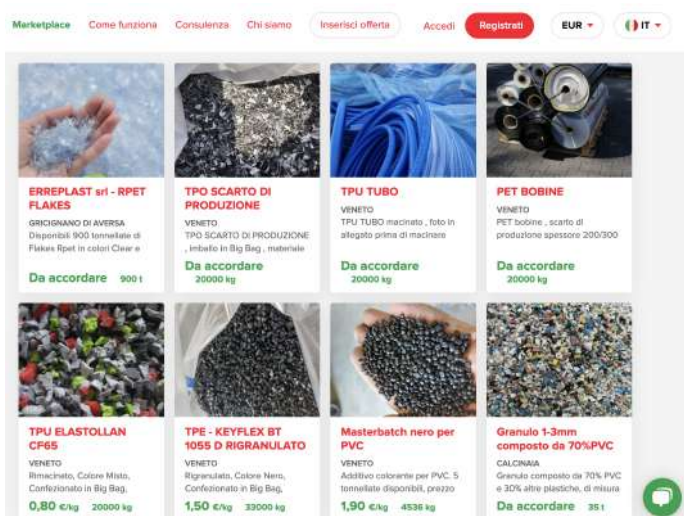 Marketplace Come funziona Consulenza Chi siamo Inserisci offerta Accedi Registrati EUR IT
ERREPLAST srl - RPET
FLAKES
GRICIGNANO DI AVERSA
Disponibili 900 tonnellate di
Flakes Rpet in colori Clear e
Da accordare 900 t
TPO SCARTO DI
PRODUZIONE
VENETO
TPO SCARTO DI PRODUZIONE
, imballo in Big Bag , materiale
Da accordare
20000 kg
TPU TUBO
VENETO
TPU TUBO macinato , foto in
allegato prima di macinare
Da accordare
20000 kg
PET BOBINE
VENETO
PET bobine , scarto di
produzione spessore 200/300
Da accordare
20000 kg
TPU ELASTOLLAN
CF65
VENETO
Rimacinato, Colore Misto,
Confezionato in Big Bag,
0,80 €/kg 20000 kg
TPE - KEYFLEX BT
1055 D RIGRANULATO
VENETO
Rigranulato, Colore Nero,
Confezionato in Big Bag,
1,50 €/kg 33000 kg
Masterbatch nero per
PVC
VENETO
Additivo colorante per PVC. 5
tonnellate disponibili, prezzo
1,90 €/kg 4536 kg
Granulo 1-3mm
composto da 70%PVC
CALCINAIA
Granulo composto da 70% PVC
e 30% altre plastiche, di misura
Da accordare 35 t